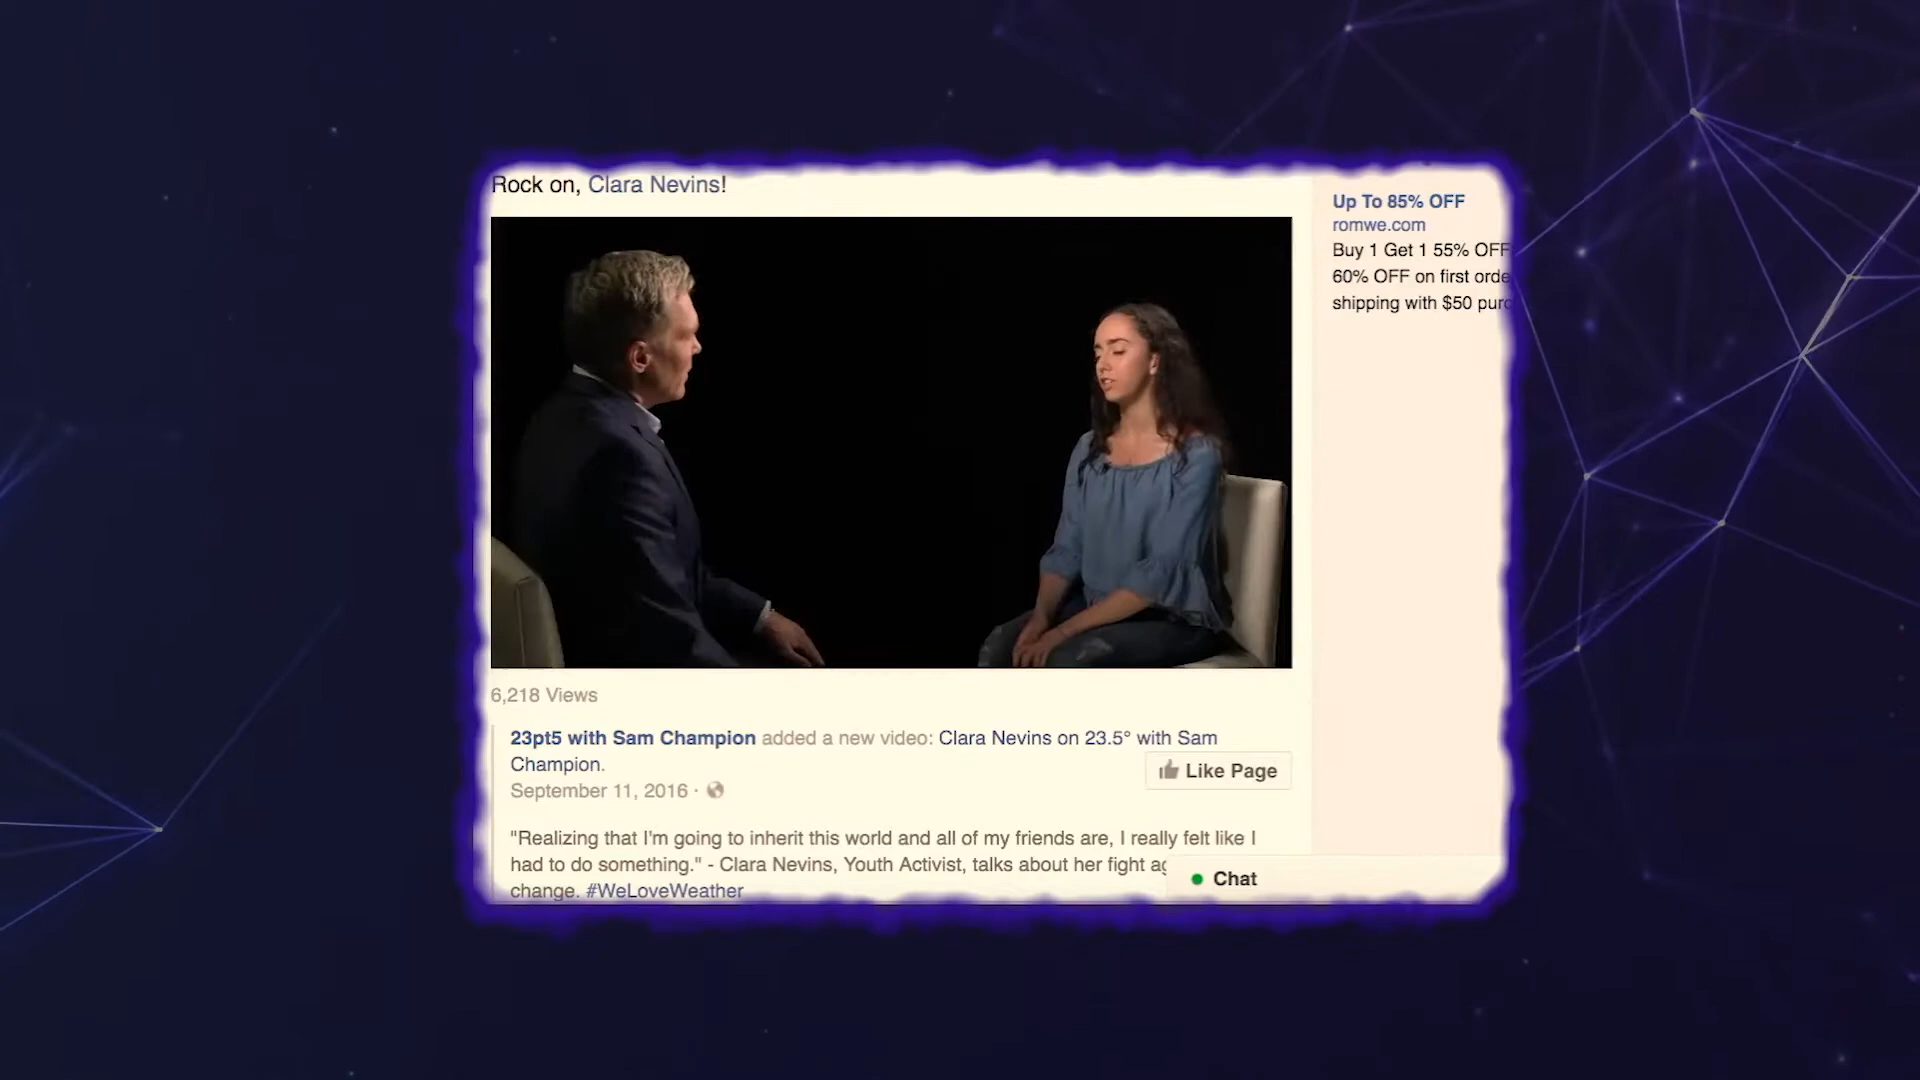 Rock on, Clara Nevins!
Up To 85% OFF
romwe.com
Buy 1 Get 1 55% OFF
60% OFF on first orde
shipping with $50 purc
6,218 Views
23pt5 with Sam Champion added a new video: Clara Nevins on 23.5° with Sam
Champion.
Like Page
September 11, 2016 ·
"Realizing that I'm going to inherit this world and all of my friends are, I really felt like I
had to do something." - Clara Nevins, Youth Activist, talks about her fight ag
change. #WeLoveWeather
Chat